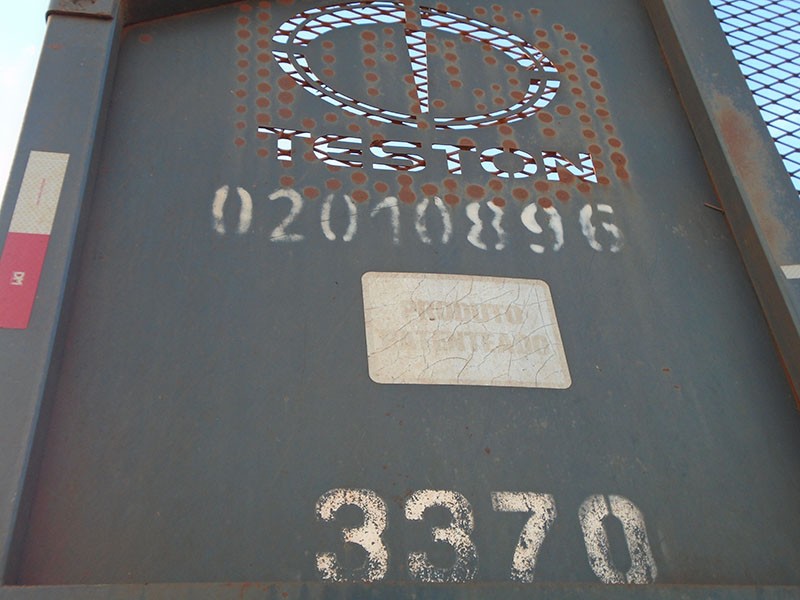 TESTON
02010896
PRODUTO
PATENTEADO
3370